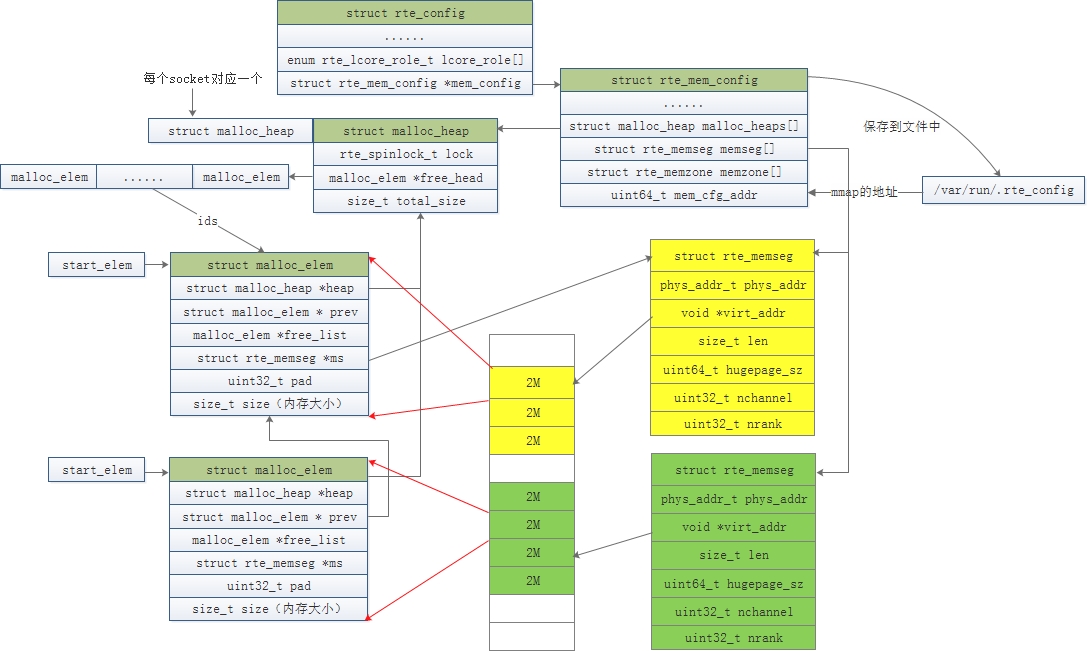 struct rte_config
......
enum rte_lcore_role_t lcore_role[]
struct rte_mem_config *mem_config
每个socket对应一个
struct malloc_heap
struct malloc_heap
rte_spinlock_t lock
malloc_elem *free_head
size_t total_size
malloc_elem
......
malloc_elem
ids
struct rte_mem_config
......
struct malloc_heap malloc_heaps[]
struct rte_memseg memseg[]
struct rte_memzone memzone[]
uint64_t mem_cfg_addr
保存到文件中
mmap的地址
/var/run/.rte_config
start_elem
struct malloc_elem
struct malloc_heap *heap
struct malloc_elem * prev
malloc_elem *free_list
struct rte_memseg *ms
uint32_t pad
size_t size（内存大小）
start_elem
struct malloc_elem
struct malloc_heap *heap
struct malloc_elem * prev
malloc_elem *free_list
struct rte_memseg *ms
uint32_t pad
size_t size（内存大小）
2M
2M
2M
2M
2M
2M
2M
struct rte_memseg
phys_addr_t phys_addr
void *virt_addr
size_t len
uint64_t hugepage_sz
uint32_t nchannel
uint32_t nrank
struct rte_memseg
phys_addr_t phys_addr
void *virt_addr
size_t len
uint64_t hugepage_sz
uint32_t nchannel
uint32_t nrank